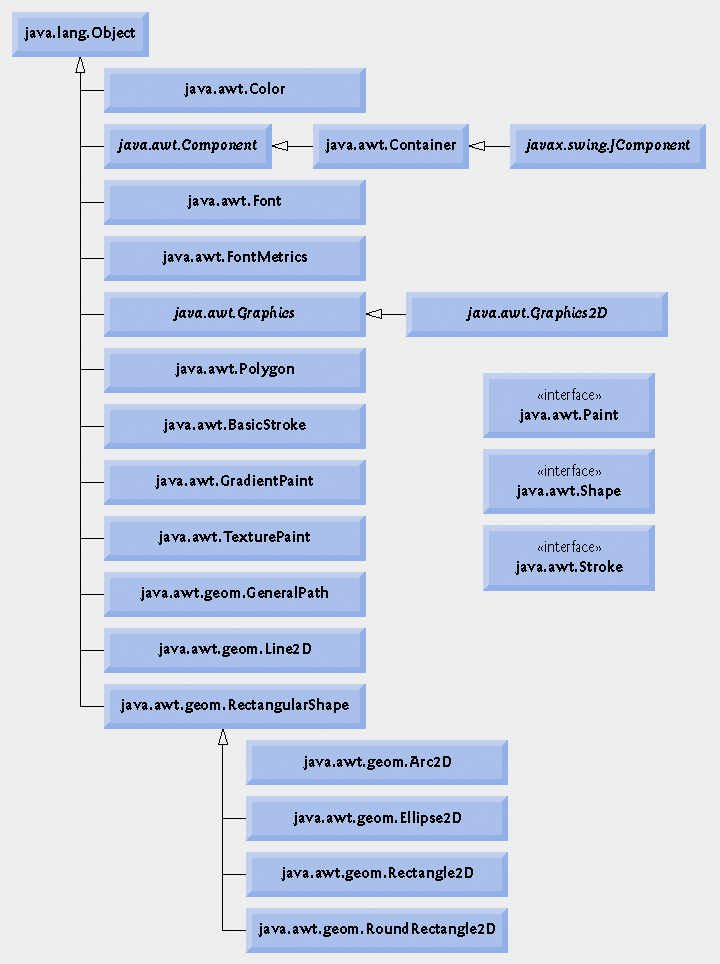 java.lang.Object
java.awt.Color
java.awt.Component
java.awt.Container
javax.swing.JComponent
java.awt.Font
java.awt.FontMetrics
java.awt.Graphics
java.awt.Graphics2D
java.awt.Polygon
«interface»
java.awt.Paint
java.awt.BasicStroke
java.awt.GradientPaint
«interface»
java.awt.Shape
java.awt.TexturePaint
«interface»
java.awt.Stroke
java.awt.geom.GeneralPath
java.awt.geom.Line2D
java.awt.geom.RectangularShape
java.awt.geom.Arc2D
java.awt.geom.Ellipse2D
java.awt.geom.Rectangle2D
java.awt.geom.RoundRectangle2D